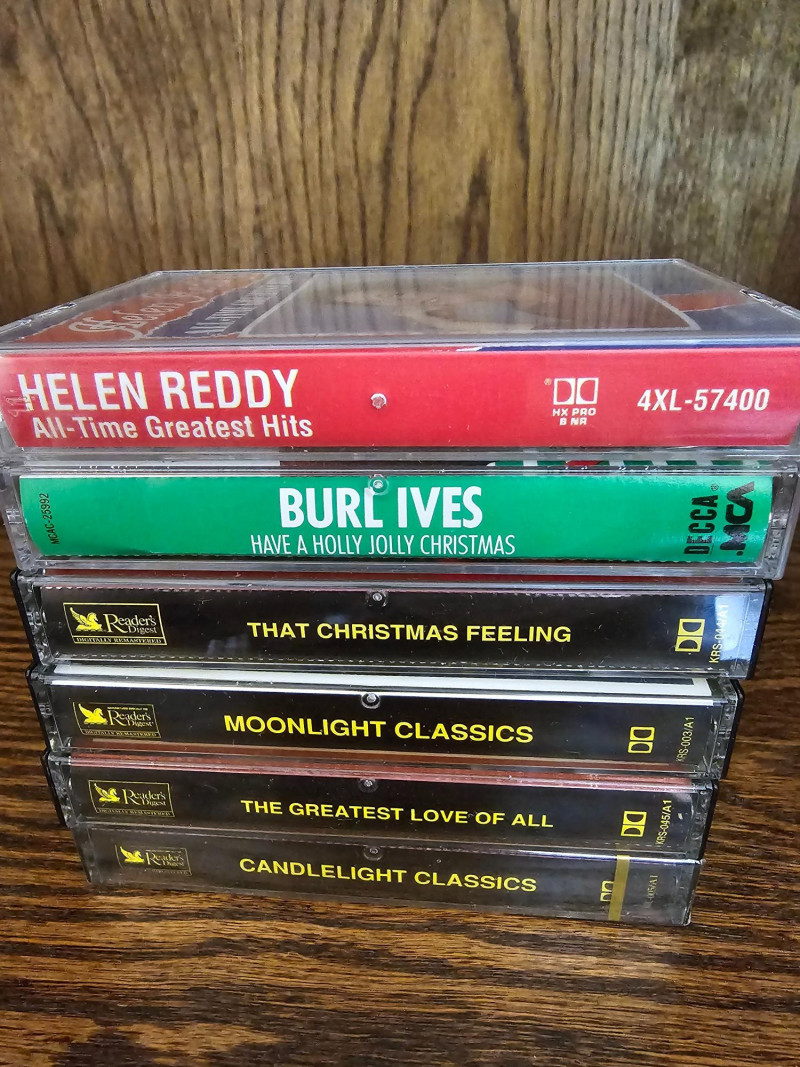 HELEN REDDY
All-Time Greatest Hits
HX PRO
B NR
4XL-57400
MCAC-25992
BURL IVES
HAVE A HOLLY JOLLY CHRISTMAS
DECCA
MCA
Reader's
Digest
DIGITALLY REMASTERED
THAT CHRISTMAS FEELING
Reader's
Digest
DIGITALLY REMASTERED
MOONLIGHT CLASSICS
KRS-003/A1
Reader's
Digest
DIGITALLY REMASTERED
THE GREATEST LOVE OF ALL
KRS-045/A1
Reader's
Digest
CANDLELIGHT CLASSICS